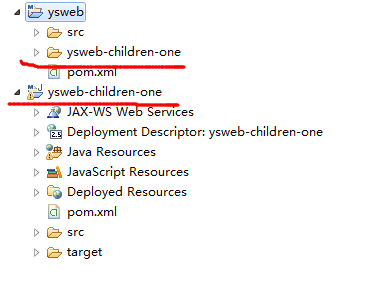 ysweb
src
ysweb-children-one
pom.xml
ysweb-children-one
JAX-WS Web Services
Deployment Descriptor: ysweb-children-one
Java Resources
JavaScript Resources
Deployed Resources
pom.xml
src
target